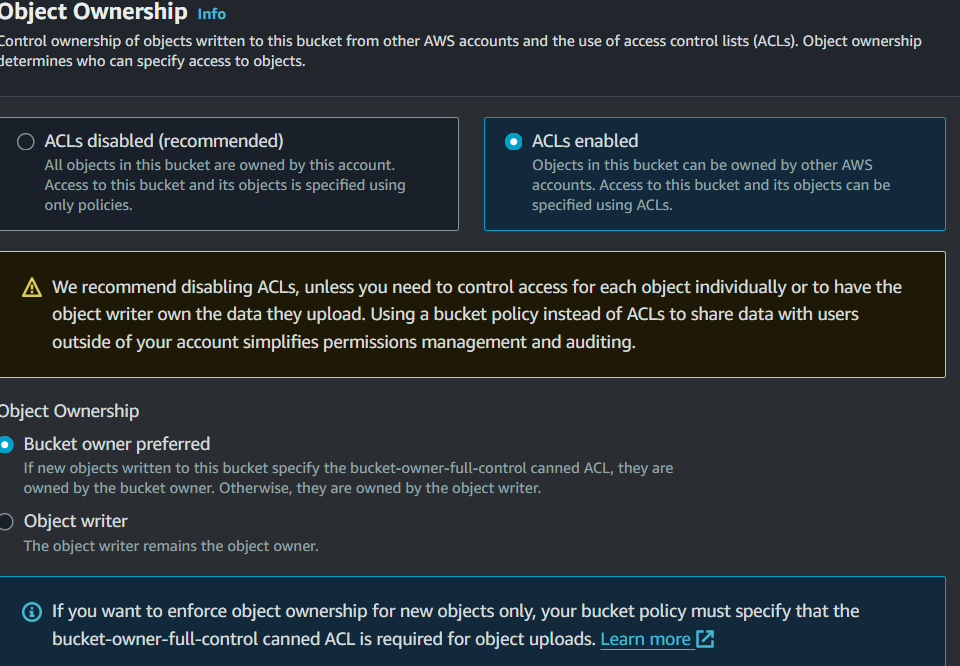 Object Ownership Info
Control ownership of objects written to this bucket from other AWS accounts and the use of access control lists (ACLs). Object ownership
determines who can specify access to objects.
ACLs disabled (recommended)
All objects in this bucket are owned by this account.
Access to this bucket and its objects is specified using
only policies.
ACLs enabled
Objects in this bucket can be owned by other AWS
accounts. Access to this bucket and its objects can be
specified using ACLs.
We recommend disabling ACLs, unless you need to control access for each object individually or to have the
object writer own the data they upload. Using a bucket policy instead of ACLs to share data with users
outside of your account simplifies permissions management and auditing.
Object Ownership
Bucket owner preferred
If new objects written to this bucket specify the bucket-owner-full-control canned ACL, they are
owned by the bucket owner. Otherwise, they are owned by the object writer.
Object writer
The object writer remains the object owner.
If you want to enforce object ownership for new objects only, your bucket policy must specify that the
bucket-owner-full-control canned ACL is required for object uploads. Learn more